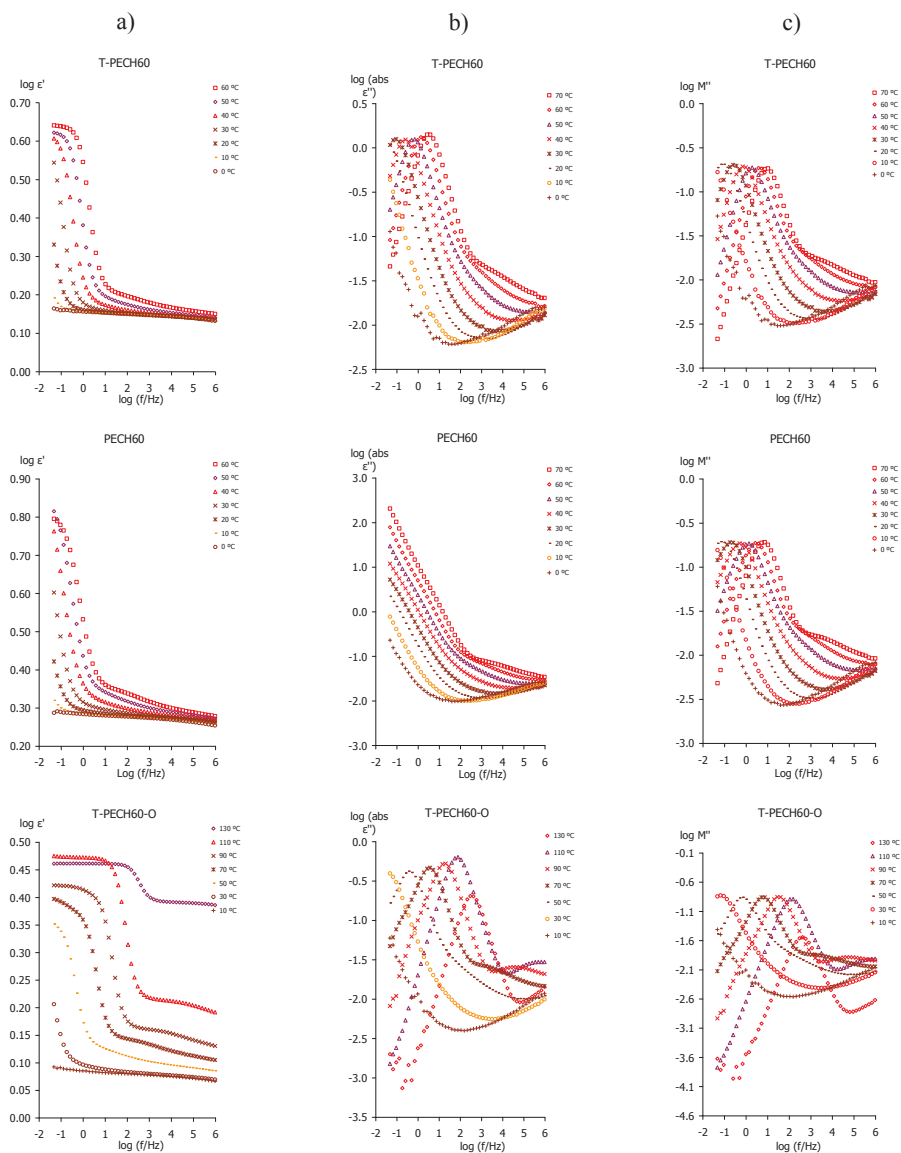 a)
b)
c)
T-PECH60
log ε'
0.70
0.60
0.50
0.40
0.30
0.20
0.10
0.00
-2 -1 0 1 2 3 4 5 6
log (f/Hz)
60 ºC
50 ºC
40 ºC
30 ºC
20 ºC
10 ºC
0 ºC
T-PECH60
log (abs
ε'')
0.5
0.0
-0.5
-1.0
-1.5
-2.0
-2.5
-2 -1 0 1 2 3 4 5 6
log (f/Hz)
70 ºC
60 ºC
50 ºC
40 ºC
30 ºC
20 ºC
10 ºC
0 ºC
T-PECH60
log M''
0.0
-0.5
-1.0
-1.5
-2.0
-2.5
-3.0
-2 -1 0 1 2 3 4 5 6
log (f/Hz)
70 ºC
60 ºC
50 ºC
40 ºC
30 ºC
20 ºC
10 ºC
0 ºC
PECH60
log ε'
0.90
0.80
0.70
0.60
0.50
0.40
0.30
0.20
-2 -1 0 1 2 3 4 5 6
Log (f/Hz)
60 ºC
50 ºC
40 ºC
30 ºC
20 ºC
10 ºC
0 ºC
PECH60
log (abs
ε'')
3.0
2.0
1.0
0.0
-1.0
-2.0
-3.0
-2 -1 0 1 2 3 4 5 6
Log (f/Hz)
70 ºC
60 ºC
50 ºC
40 ºC
30 ºC
20 ºC
10 ºC
0 ºC
PECH60
log M''
0.0
-0.5
-1.0
-1.5
-2.0
-2.5
-3.0
-2 -1 0 1 2 3 4 5 6
log (f/Hz)
70 ºC
60 ºC
50 ºC
40 ºC
30 ºC
20 ºC
10 ºC
0 ºC
T-PECH60-O
log ε'
0.50
0.45
0.40
0.35
0.30
0.25
0.20
0.15
0.10
0.05
0.00
-2 -1 0 1 2 3 4 5 6
log (f/Hz)
130 ºC
110 ºC
90 ºC
70 ºC
50 ºC
30 ºC
10 ºC
T-PECH60-O
log (abs
ε'')
0.0
-0.5
-1.0
-1.5
-2.0
-2.5
-3.0
-3.5
-2 -1 0 1 2 3 4 5 6
log (f/Hz)
130 ºC
110 ºC
90 ºC
70 ºC
50 ºC
30 ºC
10 ºC
T-PECH60-O
log M''
-0.1
-0.6
-1.1
-1.6
-2.1
-2.6
-3.1
-3.6
-4.1
-4.6
-2 -1 0 1 2 3 4 5 6
log (f/Hz)
130 ºC
110 ºC
90 ºC
70 ºC
50 ºC
30 ºC
10 ºC